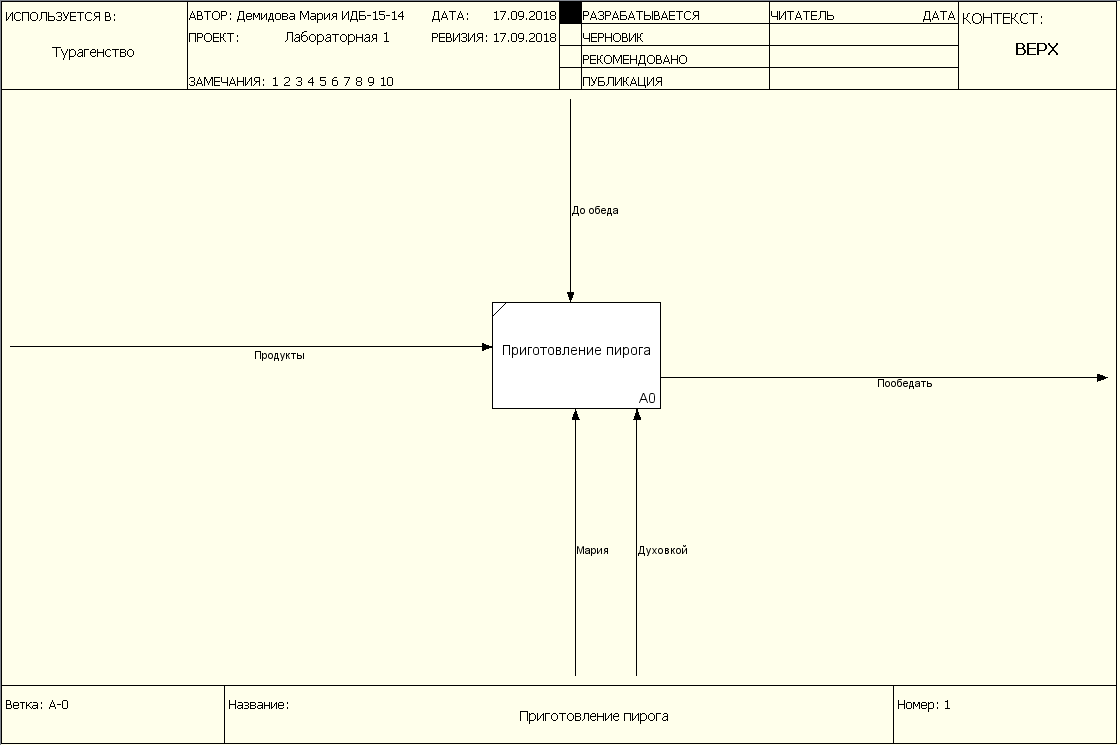 ИСПОЛЬЗУЕТСЯ В:
Турагенство
АВТОР: Демидова Мария ИДБ-15-14
ДАТА: 17.09.2018
ПРОЕКТ: Лабораторная 1
РЕВИЗИЯ: 17.09.2018
ЗАМЕЧАНИЯ: 1 2 3 4 5 6 7 8 9 10
РАЗРАБАТЫВАЕТСЯ
ЧЕРНОВИК
РЕКОМЕНДОВАНО
ПУБЛИКАЦИЯ
ЧИТАТЕЛЬ ДАТА
КОНТЕКСТ:
ВЕРХ
До обеда
Продукты
Приготовление пирога
A0
Пообедать
Мария
Духовкой
Ветка: A-0
Название:
Приготовление пирога
Номер: 1